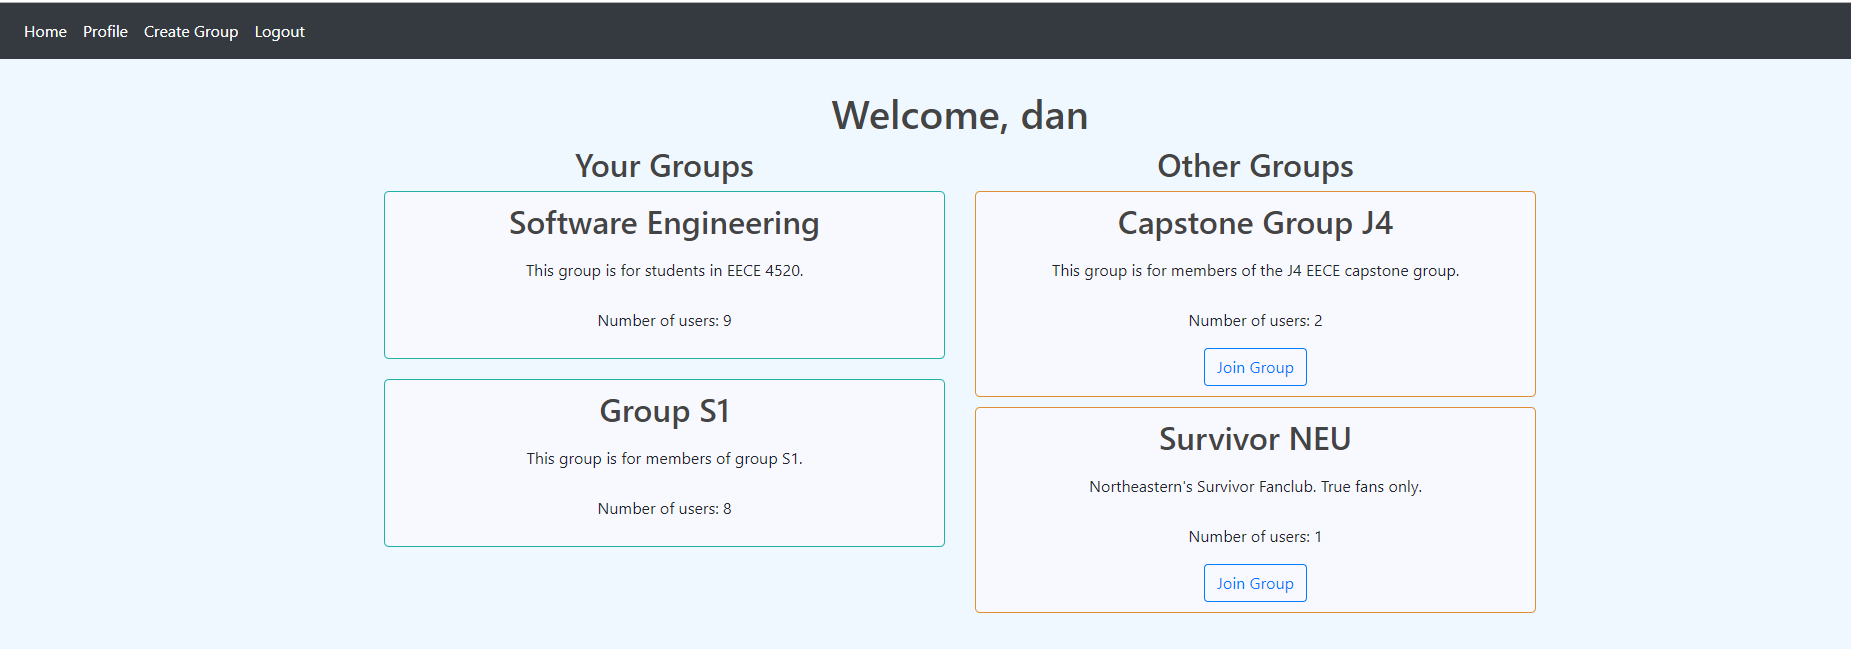 Home Profile Create Group Logout
Welcome, dan
Your Groups
Software Engineering
This group is for students in EECE 4520.
Number of users: 9
Group S1
This group is for members of group S1.
Number of users: 8
Other Groups
Capstone Group J4
This group is for members of the J4 EECE capstone group.
Number of users: 2
Join Group
Survivor NEU
Northeastern's Survivor Fanclub. True fans only.
Number of users: 1
Join Group